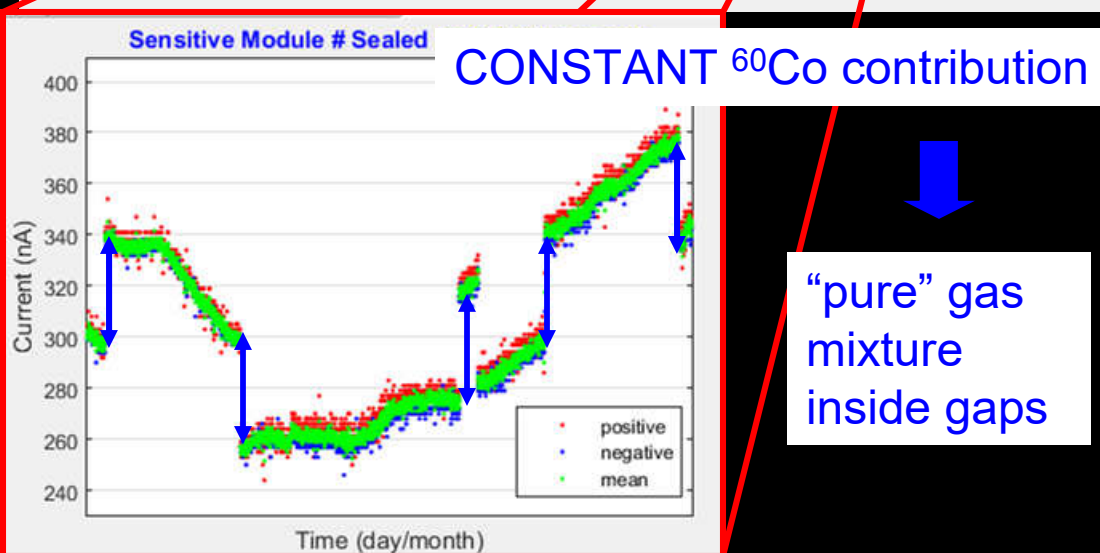 Sensitive Module # Sealed
CONSTANT ⁶⁰Co contribution
400
380
360
340
320
300
280
260
240
Current (nA)
positive
negative
mean
Time (day/month)
“pure” gas
mixture
inside gaps